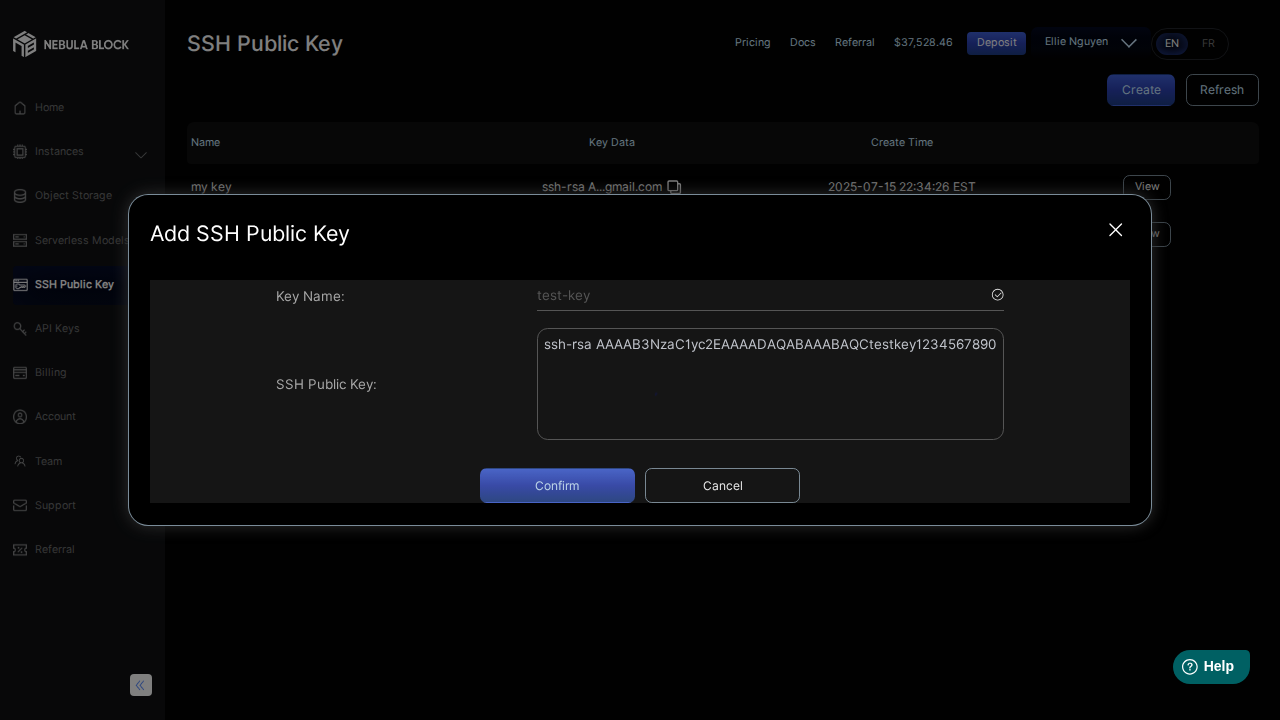 NEBULA BLOCK
SSH Public Key
Pricing
Docs
Referral
$37,528.46
Deposit
Ellie Nguyen
EN
FR
Create
Refresh
Home
Instances
Object Storage
Serverless Models
SSH Public Key
API Keys
Billing
Account
Team
Support
Referral
Name
Key Data
Create Time
my key
ssh-rsa A...gmail.com
2025-07-15 22:34:26 EST
View
Add SSH Public Key
Key Name:
test-key
SSH Public Key:
ssh-rsa AAAAB3NzaC1yc2EAAAADAQABAAABAQCtestkey1234567890
Confirm
Cancel
Help